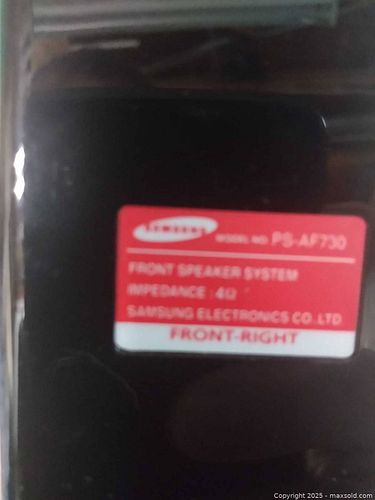 SAMSUNG MODEL NO. PS-AF730
FRONT SPEAKER SYSTEM
IMPEDANCE : 4Ω
SAMSUNG ELECTRONICS CO.,LTD.
FRONT-RIGHT
Copyright 2025 - maxsold.com